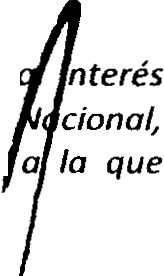 a interés
Nacional,
a la que